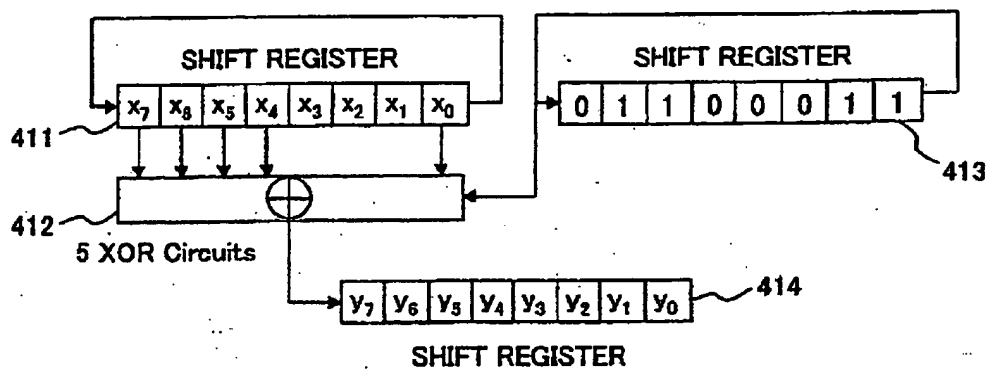 SHIFT REGISTER
SHIFT REGISTER
x7 x8 x5 x4 x3 x2 x1 x0
0 1 1 0 0 0 1 1
411
413
412
5 XOR Circuits
y7 y6 y5 y4 y3 y2 y1 y0
414
SHIFT REGISTER